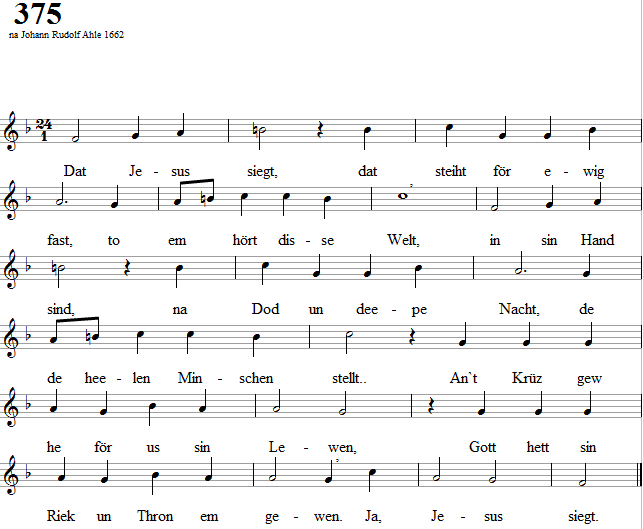 375
na Johann Rudolf Ahle 1662
24
1
Dat Je- sus siegt, dat steiht för e - wig
fast, to em hört dis- se Welt, in sin Hand
sind, na Dod un dee - pe Nacht, de
de hee - len Min - schen stellt.. An`t Krüz gew
he för us sin Le - wen, Gott hett sin
Riek un Thron em ge - wen. Ja, Je - sus siegt.